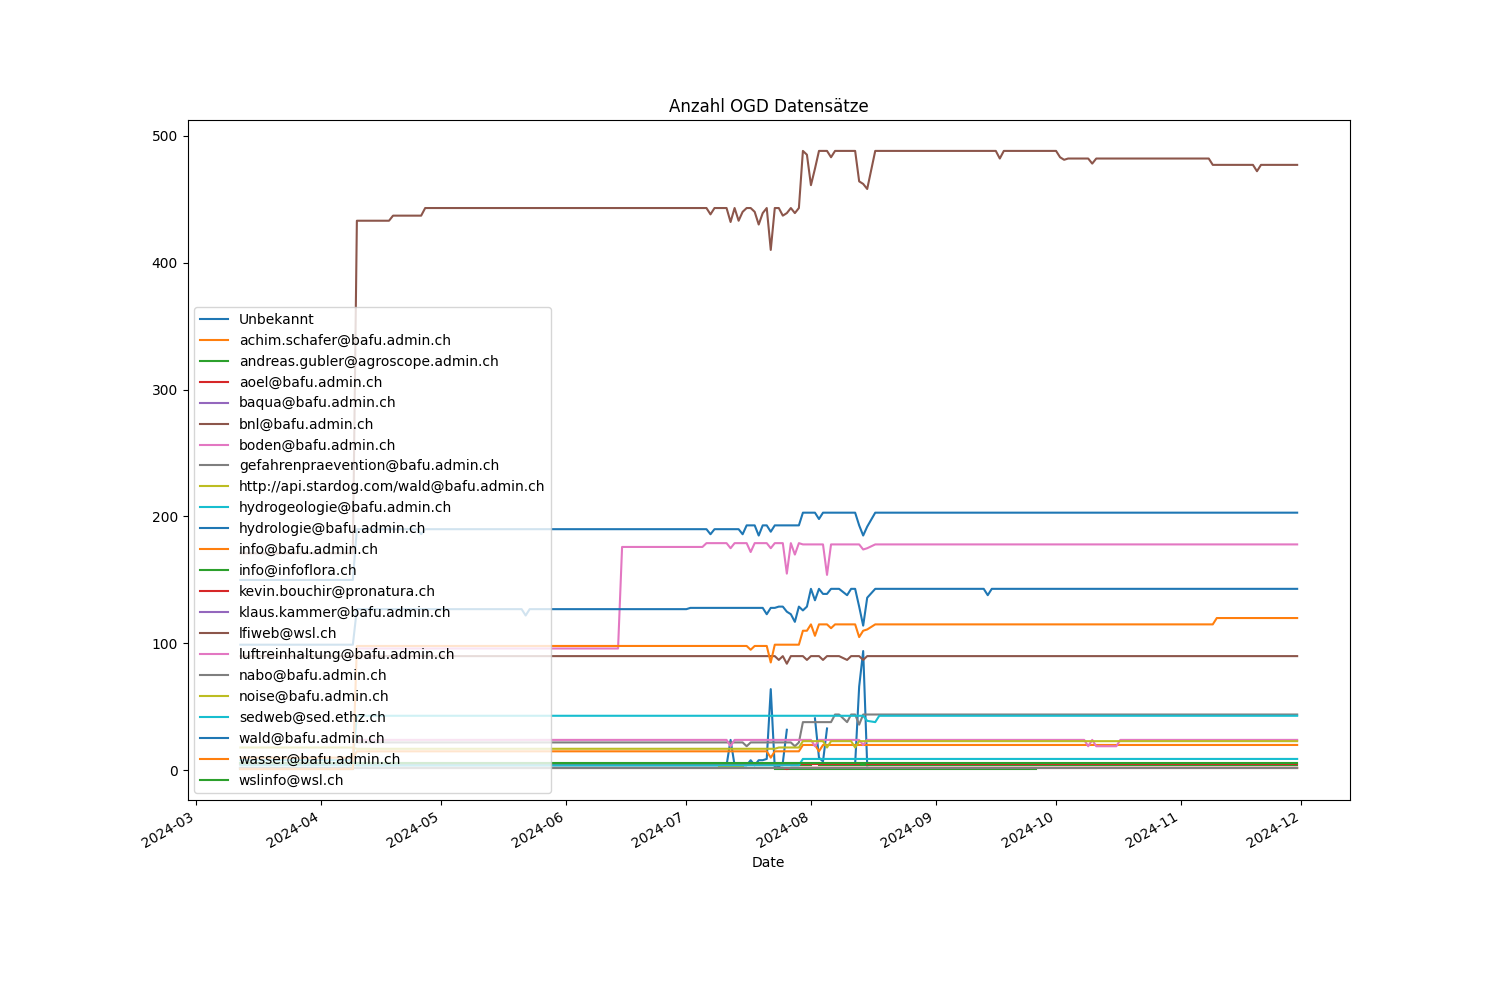 Anzahl OGD Datensätze
500
400
300
200
100
0
Unbekannt
achim.schafer@bafu.admin.ch
andreas.gubler@agroscope.admin.ch
aoel@bafu.admin.ch
baqua@bafu.admin.ch
bnl@bafu.admin.ch
boden@bafu.admin.ch
gefahrenpraevention@bafu.admin.ch
http://api.stardog.com/wald@bafu.admin.ch
hydrogeologie@bafu.admin.ch
hydrologie@bafu.admin.ch
info@bafu.admin.ch
info@infoflora.ch
kevin.bouchir@pronatura.ch
klaus.kammer@bafu.admin.ch
lfiweb@wsl.ch
luftreinhaltung@bafu.admin.ch
nabo@bafu.admin.ch
noise@bafu.admin.ch
sedweb@sed.ethz.ch
wald@bafu.admin.ch
wasser@bafu.admin.ch
wslinfo@wsl.ch
2024-03
2024-04
2024-05
2024-06
2024-07
2024-08
2024-09
2024-10
2024-11
2024-12
Date